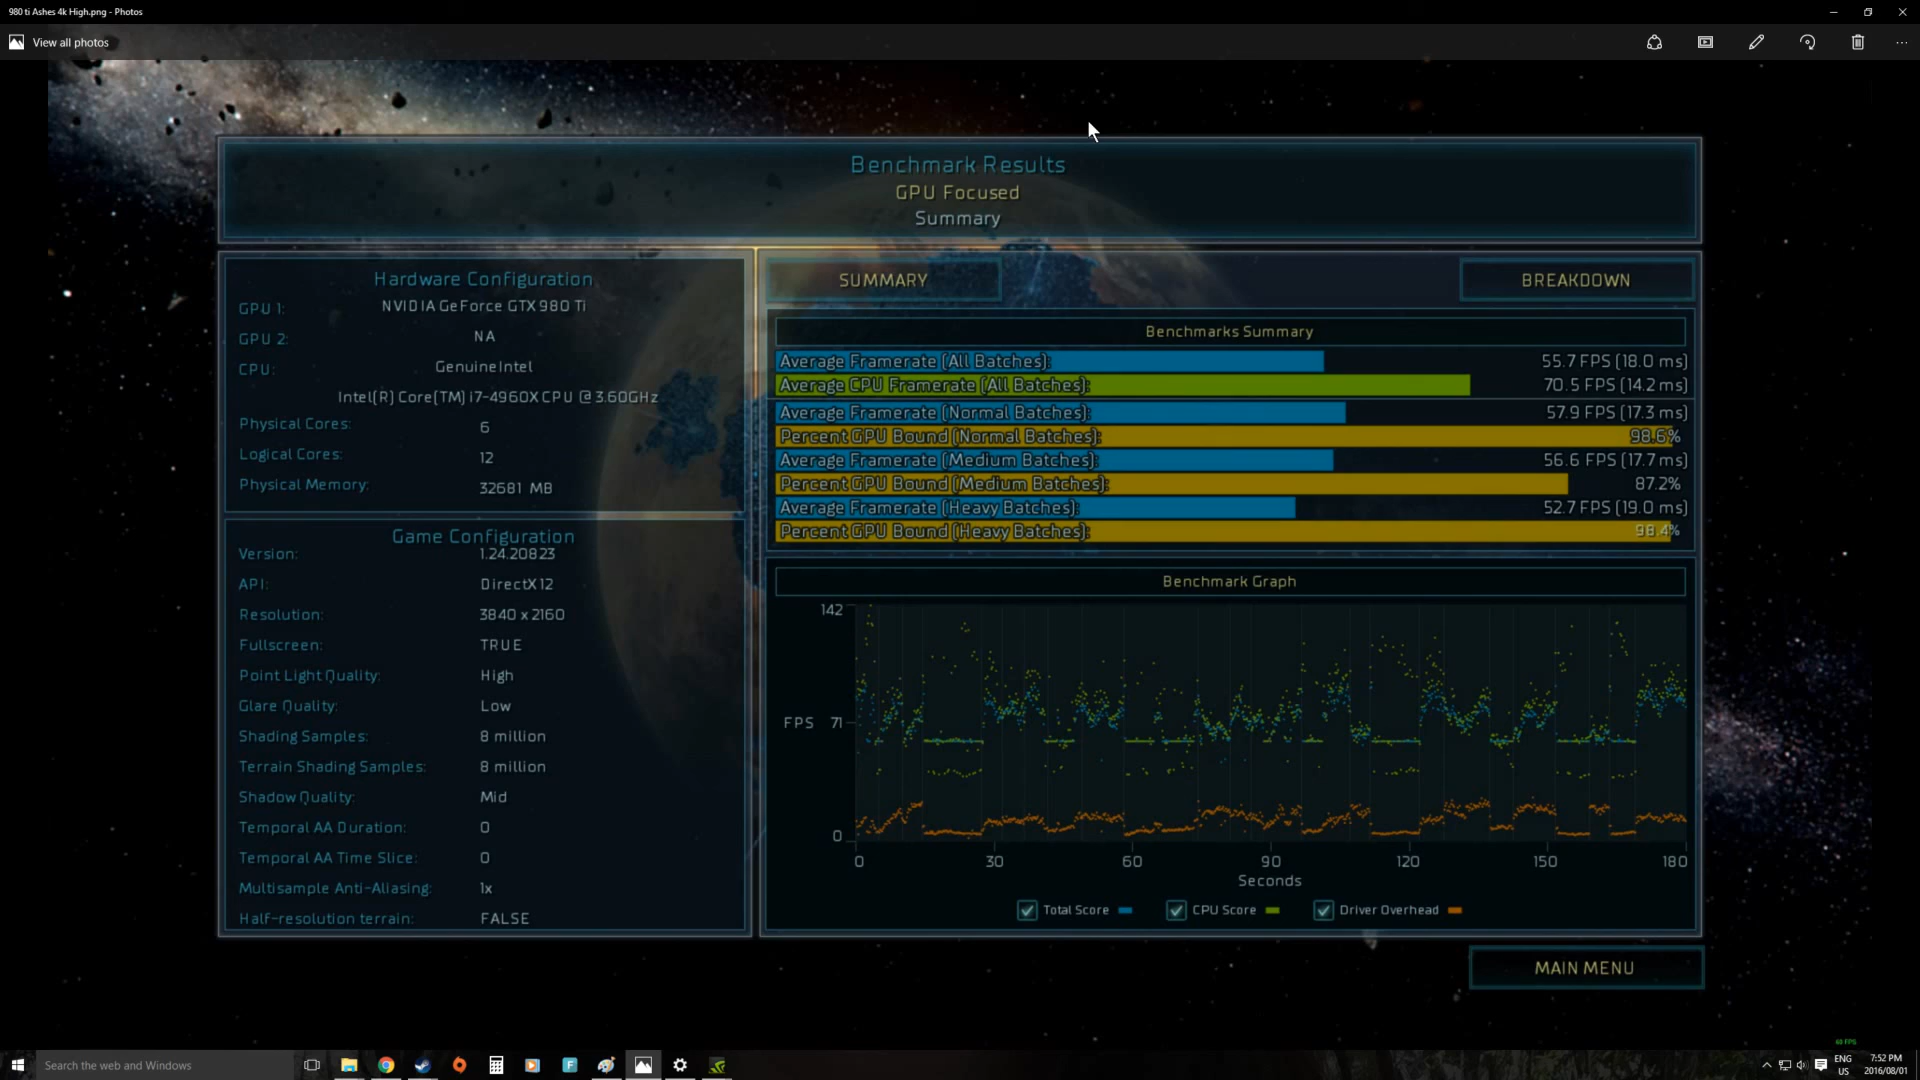 980 ti Ashes 4k High.png - Photos
View all photos
Benchmark Results
GPU Focused
Summary
Hardware Configuration
GPU 1: NVIDIA GeForce GTX 980 Ti
GPU 2: NA
CPU: GenuineIntel
Intel(R) Core(TM) i7-4960X CPU @ 3.60GHz
Physical Cores: 6
Logical Cores: 12
Physical Memory: 32681 MB
Game Configuration
Version: 1.24.20823
API: DirectX 12
Resolution: 3840 x 2160
Fullscreen: TRUE
Point Light Quality: High
Glare Quality: Low
Shading Samples: 8 million
Terrain Shading Samples: 8 million
Shadow Quality: Mid
Temporal AA Duration: 0
Temporal AA Time Slice: 0
Multisample Anti-Aliasing: 1x
Half-resolution terrain: FALSE
SUMMARY BREAKDOWN
Benchmarks Summary
Average Framerate (All Batches): 55.7 FPS (18.0 ms)
Average CPU Framerate (All Batches): 70.5 FPS (14.2 ms)
Average Framerate (Normal Batches): 57.9 FPS (17.3 ms)
Percent GPU Bound (Normal Batches): 98.6%
Average Framerate (Medium Batches): 56.6 FPS (17.7 ms)
Percent GPU Bound (Medium Batches): 87.2%
Average Framerate (Heavy Batches): 52.7 FPS (19.0 ms)
Percent GPU Bound (Heavy Batches): 98.4%
Benchmark Graph
142
FPS 71
0
0 30 60 90 120 150 180
Seconds
Total Score CPU Score Driver Overhead
MAIN MENU
60 FPS
Search the web and Windows
F
ENG 7:52 PM
US 2016/08/01